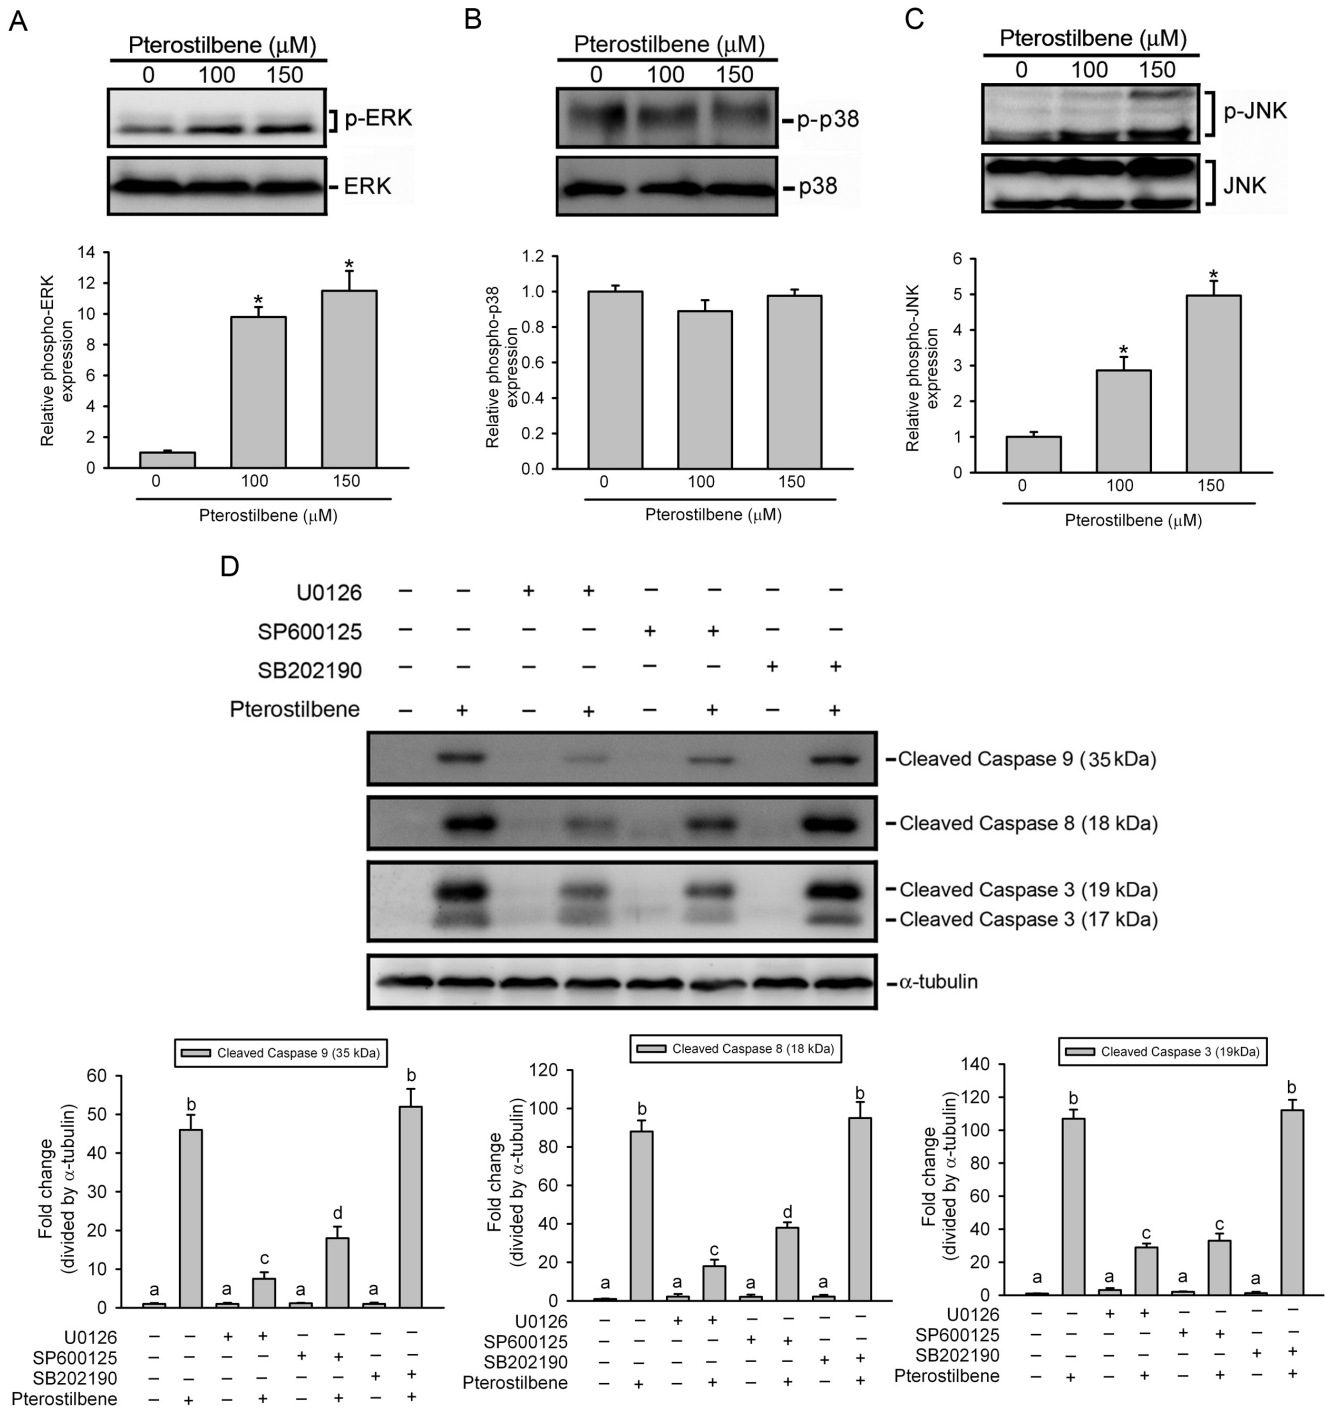 A
Pterostilbene (μM)
0 100 150
p-ERK
ERK
14
12
10
8
6
4
2
0
Relative phospho-ERK
expression
*
*
0 100 150
Pterostilbene (μM)
B
Pterostilbene (μM)
0 100 150
p-p38
p38
1.2
1.0
0.8
0.6
0.4
0.2
0.0
Relative phospho-p38
expression
0 100 150
Pterostilbene (μM)
C
Pterostilbene (μM)
0 100 150
p-JNK
JNK
6
5
4
3
2
1
0
Relative phospho-JNK
expression
*
*
0 100 150
Pterostilbene (μM)
D
U0126 – – + + – – – –
SP600125 – – – – + + – –
SB202190 – – – – – – + +
Pterostilbene – + – + – + – +
Cleaved Caspase 9 (35 kDa)
Cleaved Caspase 8 (18 kDa)
Cleaved Caspase 3 (19 kDa)
Cleaved Caspase 3 (17 kDa)
α-tubulin
Cleaved Caspase 9 (35 kDa)
60
50
40
30
20
10
0
Fold change
(divided by α-tubulin)
a b a c a d a b
U0126 – – + + – – – –
SP600125 – – – – + + – –
SB202190 – – – – – – + +
Pterostilbene – + – + – + – +
Cleaved Caspase 8 (18 kDa)
120
100
80
60
40
20
0
Fold change
(divided by α-tubulin)
a b a c a d a b
U0126 – – + + – – – –
SP600125 – – – – + + – –
SB202190 – – – – – – + +
Pterostilbene – + – + – + – +
Cleaved Caspase 3 (19kDa)
140
120
100
80
60
40
20
0
Fold change
(divided by α-tubulin)
a b a c a c a b
U0126 – – + + – – – –
SP600125 – – – – + + – –
SB202190 – – – – – – + +
Pterostilbene – + – + – + – +